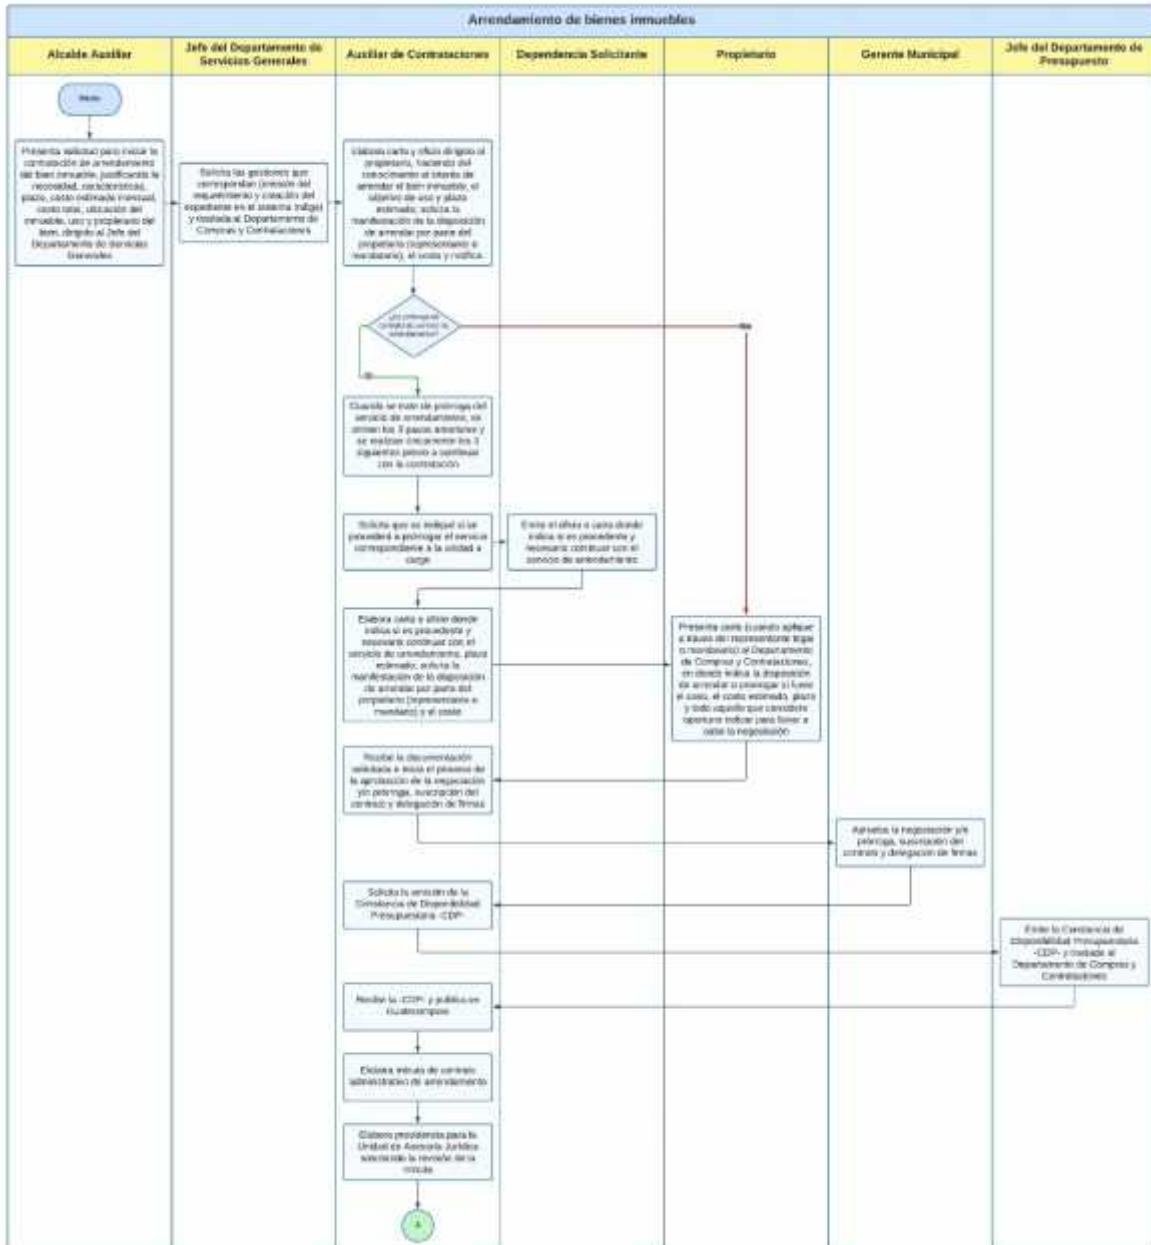 Arrendamiento de bienes inmuebles
Alcalde Auxiliar
Jefe del Departamento de
Servicios Generales
Auxiliar de Contrataciones
Dependencia Solicitante
Propietario
Gerente Municipal
Jefe del Departamento de
Presupuesto
Inicio
Presenta solicitud para iniciar la
contratación de arrendamiento
del bien inmueble, justificando la
necesidad, características,
plazo, costo estimado mensual,
costo total, ubicación del
inmueble, uso y propietario del
bien, dirigido al Jefe del
Departamento de Servicios
Generales
Solicita las gestiones que
correspondan (emisión del
requerimiento y creación del
expediente en el sistema
y traslada al Departamento de
Compras y Contrataciones
Elabora carta y oficio dirigido al
propietario, haciendo del
conocimiento el interés de
arrendar el bien inmueble, el
objetivo de uso y plazo
estimado, solicita la
manifestación de la disposición
de arrendar por parte del
propietario (representante o
mandatario), el costo y notifica
No
Si
Cuando se trate de prórroga del
servicio de arrendamiento, se
omiten los 3 pasos anteriores y
se realizan únicamente los 3
siguientes previo a continuar
con la contratación
Solicita que se indique si se
procederá a prorrogar el servicio
correspondiente a la unidad a
cargo
Emite el oficio o carta donde
indica si es procedente y
necesario continuar con el
servicio de arrendamiento
Elabora carta u oficio donde
indica si es procedente y
necesario continuar con el
servicio de arrendamiento, plazo
estimado, solicita la
manifestación de la disposición
de arrendar por parte del
propietario (representante o
mandatario) y el costo
Presenta carta (cuando aplique
a través del representante legal
o mandatario) al Departamento
de Compras y Contrataciones,
en donde indica la disposición
de arrendar o prorrogar si fuere
el caso, el costo estimado, plazo
y todo aquello que considere
oportuno indicar para llevar a
cabo la negociación
Recibe la documentación
solicitada e inicia el proceso de
la aprobación de la negociación
y/o prórroga, suscripción del
contrato y delegación de firmas
Aprueba la negociación y/o
prórroga, suscripción del
contrato y delegación de firmas
Solicita la emisión de la
Constancia de Disponibilidad
Presupuestaria -CDP-
Emite la Constancia de
Disponibilidad Presupuestaria
-CDP- y traslada al
Departamento de Compras y
Contrataciones
Recibe la -CDP- y publica en
Guatecompras
Elabora minuta de contrato
administrativo de arrendamiento
Elabora providencia para la
Unidad de Asesoría Jurídica
solicitando la revisión de la
minuta
A